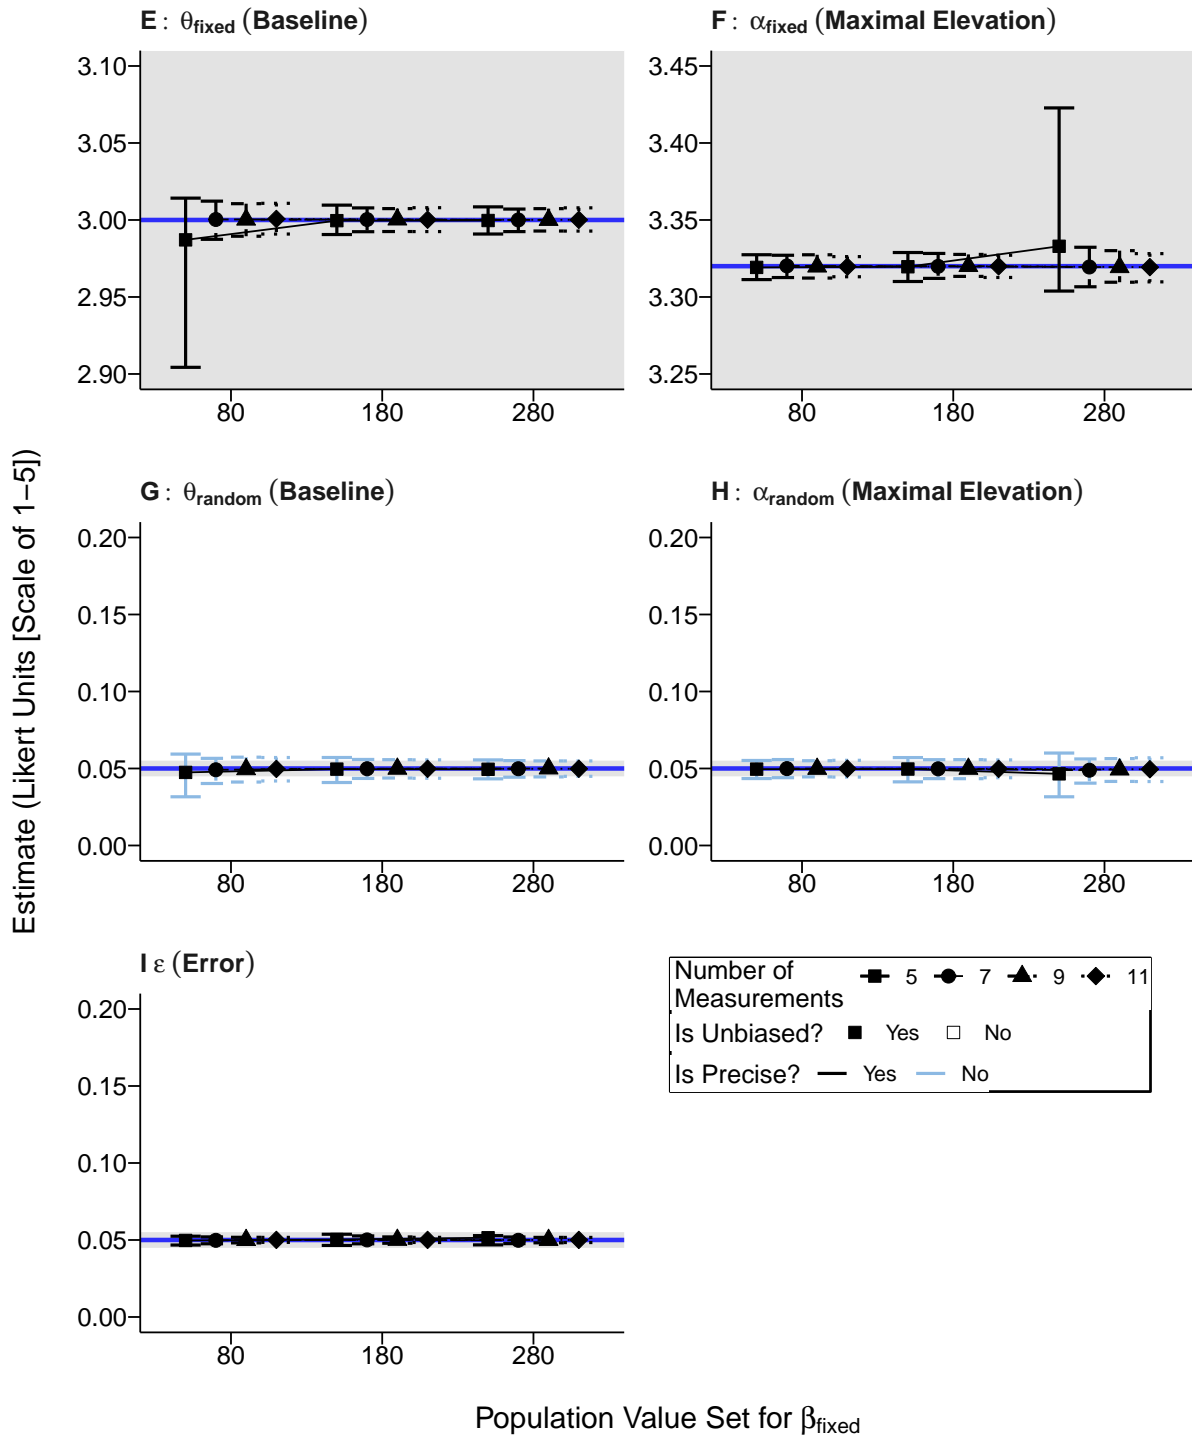 E : θfixed (Baseline)
3.10
3.05
3.00
2.95
2.90
80 180 280
F : αfixed (Maximal Elevation)
3.45
3.40
3.35
3.30
3.25
80 180 280
Estimate (Likert Units [Scale of 1−5])
G : θrandom (Baseline)
0.20
0.15
0.10
0.05
0.00
80 180 280
H : αrandom (Maximal Elevation)
0.20
0.15
0.10
0.05
0.00
80 180 280
I ε (Error)
0.20
0.15
0.10
0.05
0.00
80 180 280
Number of
Measurements 5 7 9 11
Is Unbiased? Yes No
Is Precise? Yes No
Population Value Set for βfixed